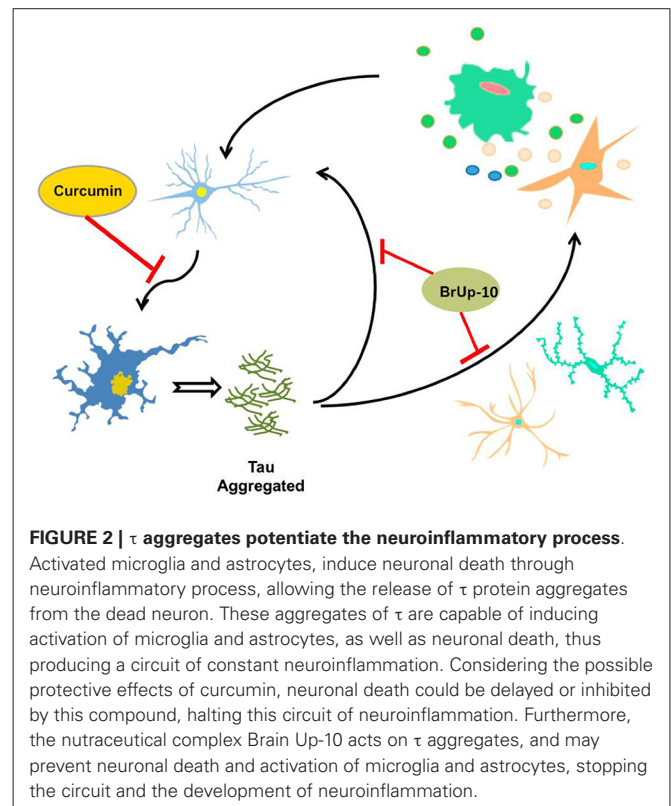 Curcumin
BrUp-10
Tau
Aggregated
FIGURE 2 | τ aggregates potentiate the neuroinflammatory process.
Activated microglia and astrocytes, induce neuronal death through
neuroinflammatory process, allowing the release of τ protein aggregates
from the dead neuron. These aggregates of τ are capable of inducing
activation of microglia and astrocytes, as well as neuronal death, thus
producing a circuit of constant neuroinflammation. Considering the possible
protective effects of curcumin, neuronal death could be delayed or inhibited
by this compound, halting this circuit of neuroinflammation. Furthermore,
the nutraceutical complex Brain Up-10 acts on τ aggregates, and may
prevent neuronal death and activation of microglia and astrocytes, stopping
the circuit and the development of neuroinflammation.